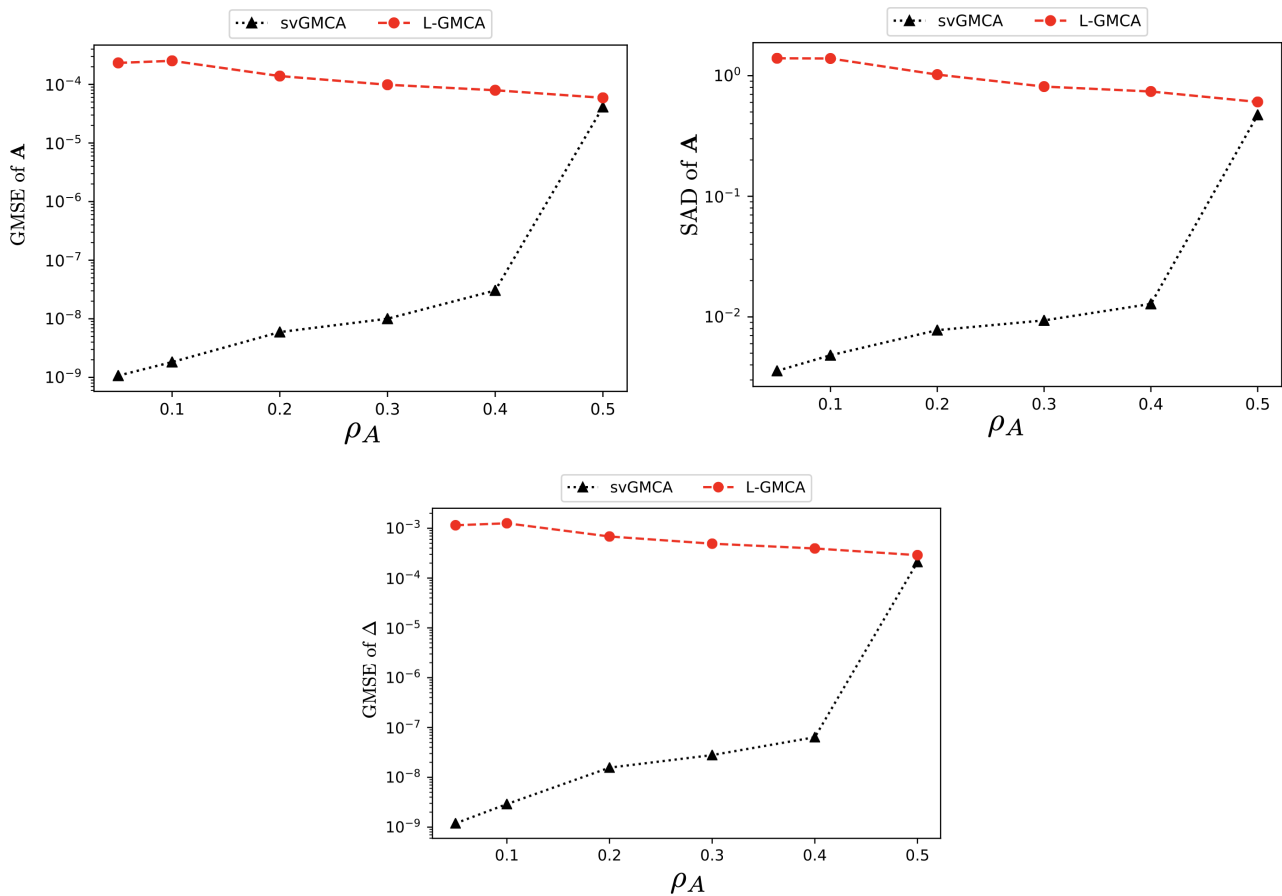 svGMCA L-GMCA
10⁻⁴
10⁻⁵
10⁻⁶
10⁻⁷
10⁻⁸
10⁻⁹
GMSE of A
0.1 0.2 0.3 0.4 0.5
ρ_A
svGMCA L-GMCA
10⁰
10⁻¹
10⁻²
SAD of A
0.1 0.2 0.3 0.4 0.5
ρ_A
svGMCA L-GMCA
10⁻³
10⁻⁴
10⁻⁵
10⁻⁶
10⁻⁷
10⁻⁸
10⁻⁹
GMSE of Δ
0.1 0.2 0.3 0.4 0.5
ρ_A